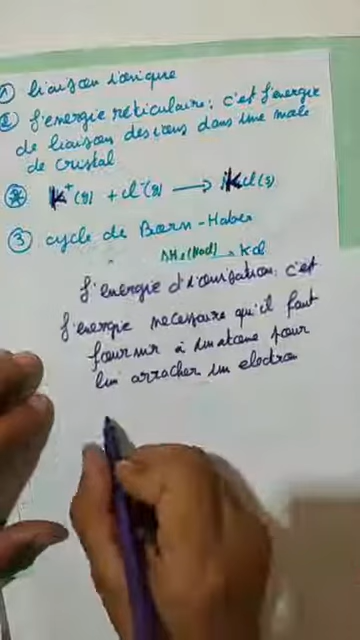 ① liaison ionique
② l'energie reticulaire; c'est l'energie
de liaison des ions dans une mole
de cristal
⊛ K⁺(g) + Cl⁻(g) ⟶ KCl(s)
③ cycle de Born-Haber
ΔHf(Nacl)
→ Kcl
l'energie d'ionisation; c'est
l'energie necessaire qu'il faut
fournir à un atome pour
lui arracher un electron